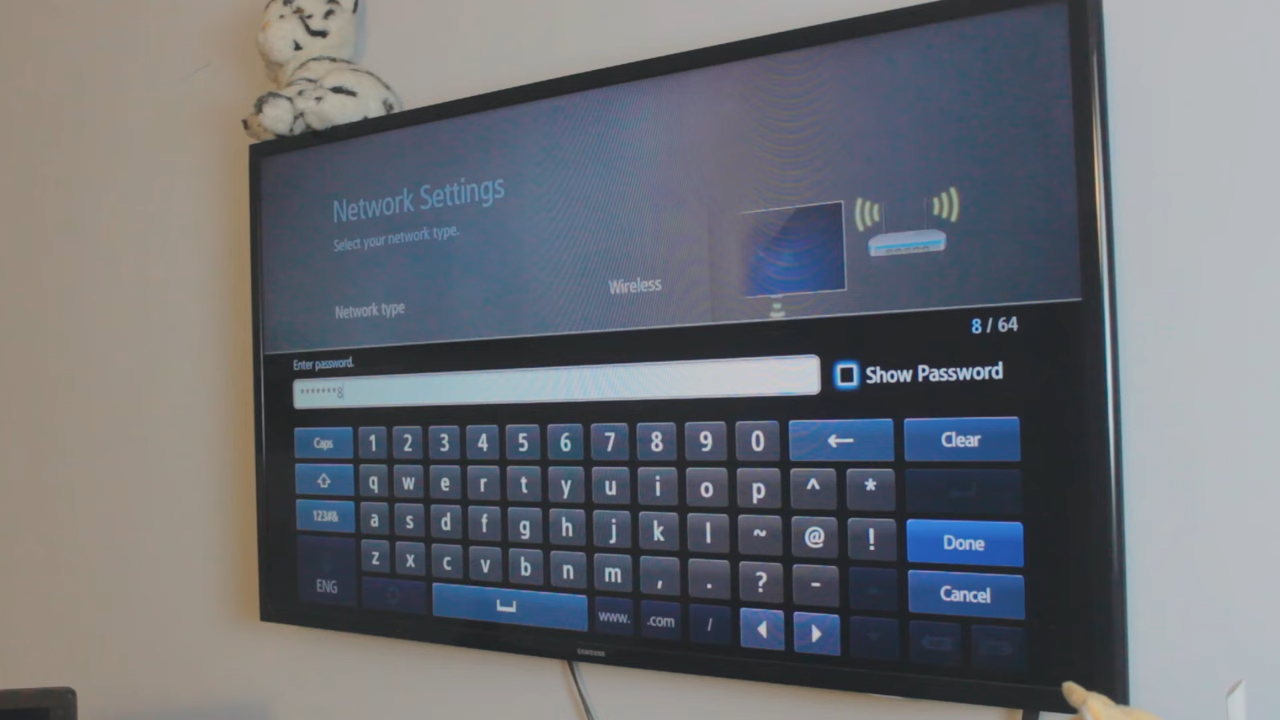 Network Settings
Select your network type.
Network type
Wireless
8 / 64
Enter password.
*******8
Show Password
Caps 1 2 3 4 5 6 7 8 9 0 ← Clear
q w e r t y u i o p ^ *
123#& a s d f g h j k l ~ @ ! Done
z x c v b n m , . ? - Cancel
ENG www. .com /
SAMSUNG